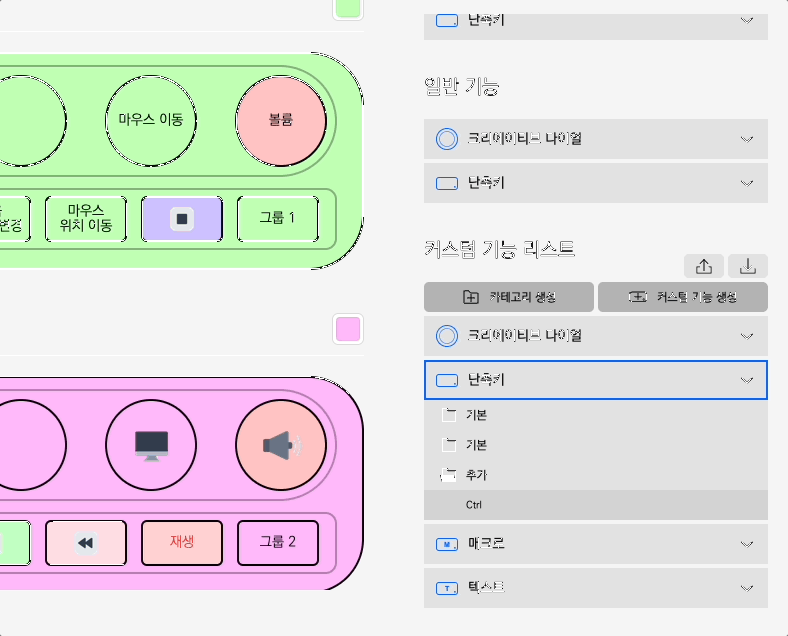 단축키
마우스 이동
볼륨
변경
마우스
위치 이동
그룹 1
재생
그룹 2
일반 기능
크리에이티브 다이얼
단축키
커스텀 기능 리스트
카테고리 생성
커스텀 기능 생성
크리에이티브 다이얼
단축키
기본
기본
추가
Ctrl
M
매크로
T
텍스트